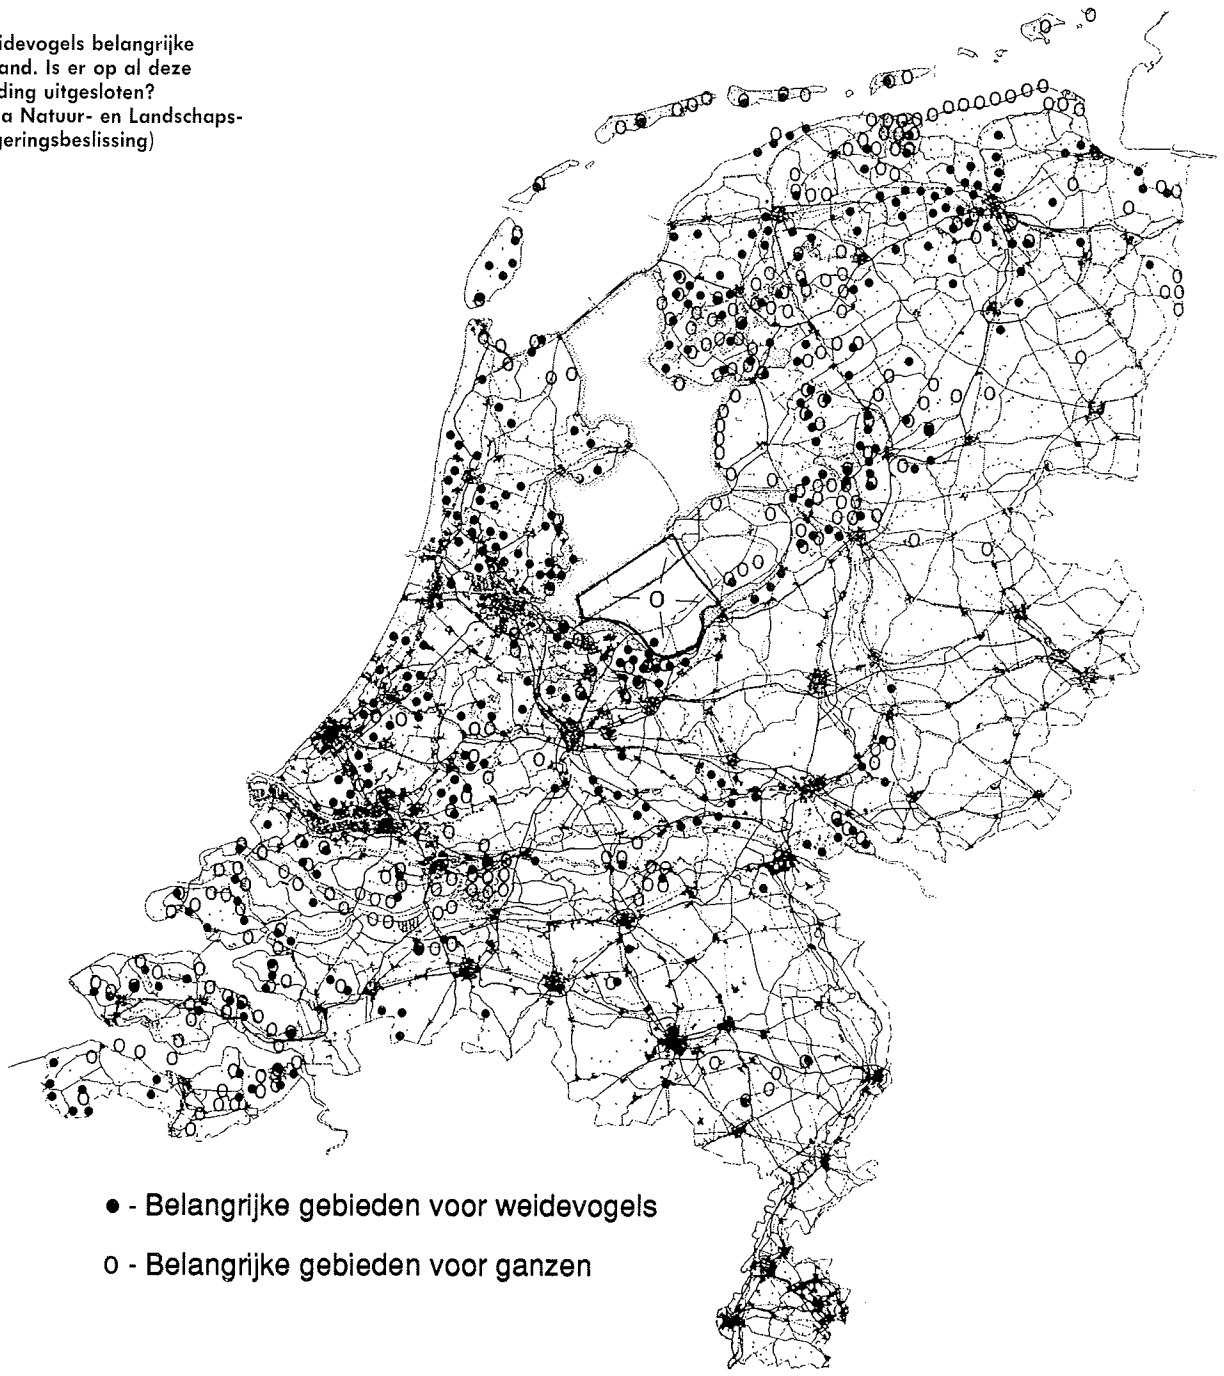 idevogels belangrijke
and. Is er op al deze
ding uitgesloten?
a Natuur- en Landschaps-
geringsbeslissing)
● - Belangrijke gebieden voor weidevogels
o - Belangrijke gebieden voor ganzen